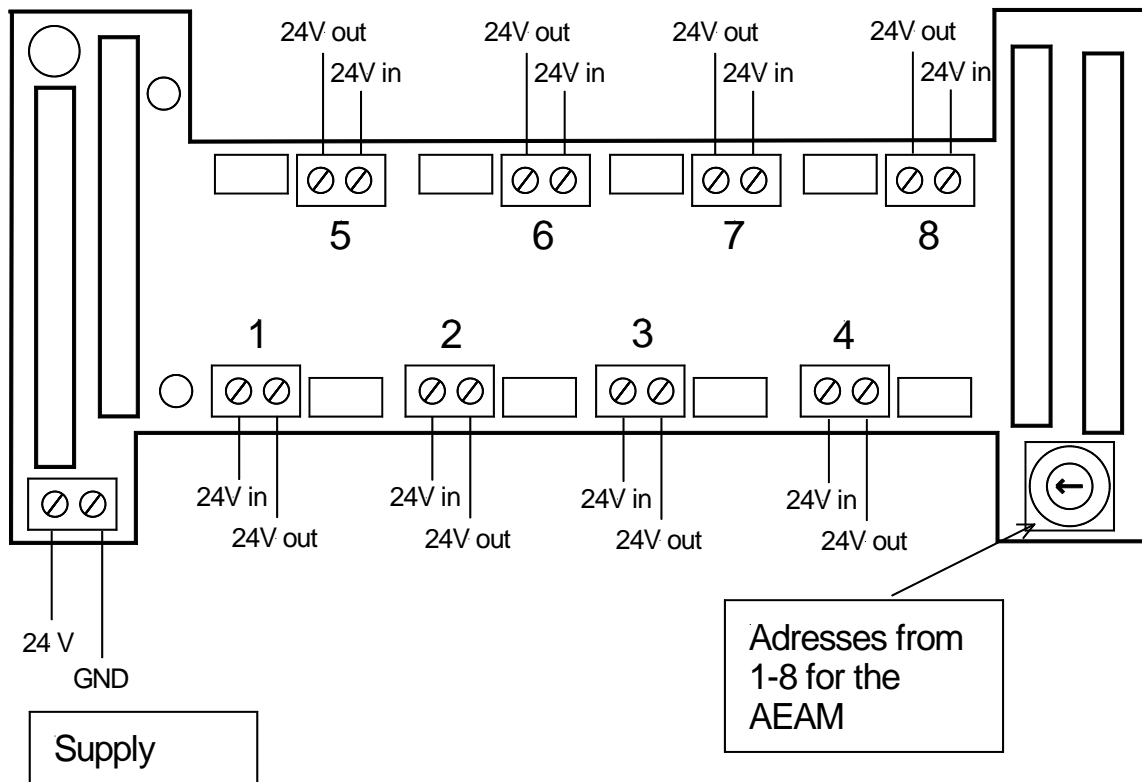 24V out
24V out
24V out
24V out
24V in
24V in
24V in
24V in
5
6
7
8
1
2
3
4
24V in
24V in
24V in
24V in
24V out
24V out
24V out
24V out
24 V
GND
Supply
Adresses from
1-8 for the
AEAM